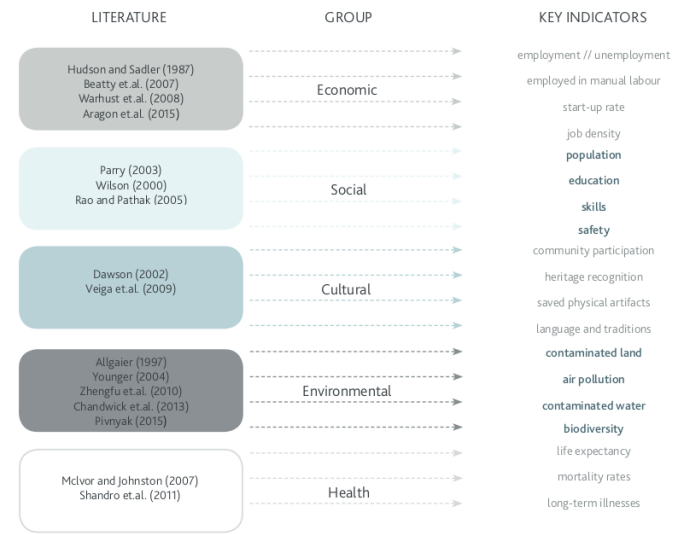 LITERATURE
GROUP
KEY INDICATORS
Hudson and Sadler (1987)
Beatty et.al. (2007)
Warhust et.al. (2008)
Aragon et.al. (2015)
Economic
employment // unemployment
employed in manual labour
start-up rate
job density
Parry (2003)
Wilson (2000)
Rao and Pathak (2005)
Social
population
education
skills
safety
Dawson (2002)
Veiga et.al. (2009)
Cultural
community participation
heritage recognition
saved physical artifacts
language and traditions
Allgaier (1997)
Younger (2004)
Zhengfu et.al. (2010)
Chandwick et.al. (2013)
Pivnyak (2015)
Environmental
contaminated land
air pollution
contaminated water
biodiversity
McIvor and Johnston (2007)
Shandro et.al. (2011)
Health
life expectancy
mortality rates
long-term illnesses